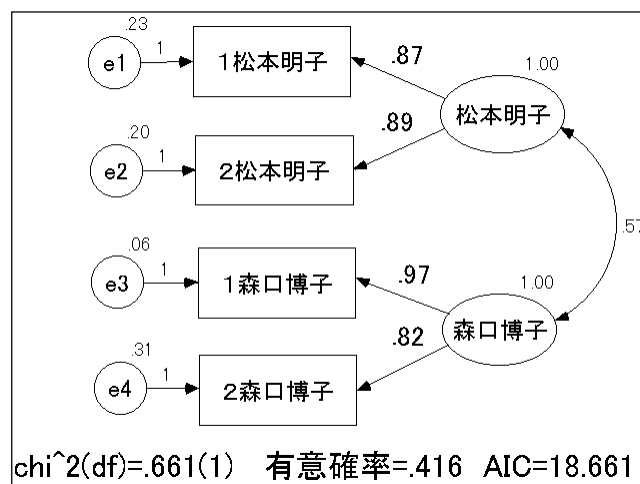 .23
e1
1
1松本明子
.87
1.00
松本明子
.20
e2
1
2松本明子
.89
.57
.06
e3
1
1森口博子
.97
1.00
森口博子
.31
e4
1
2森口博子
.82
chi^2(df)=.661(1) 有意確率=.416 AIC=18.661